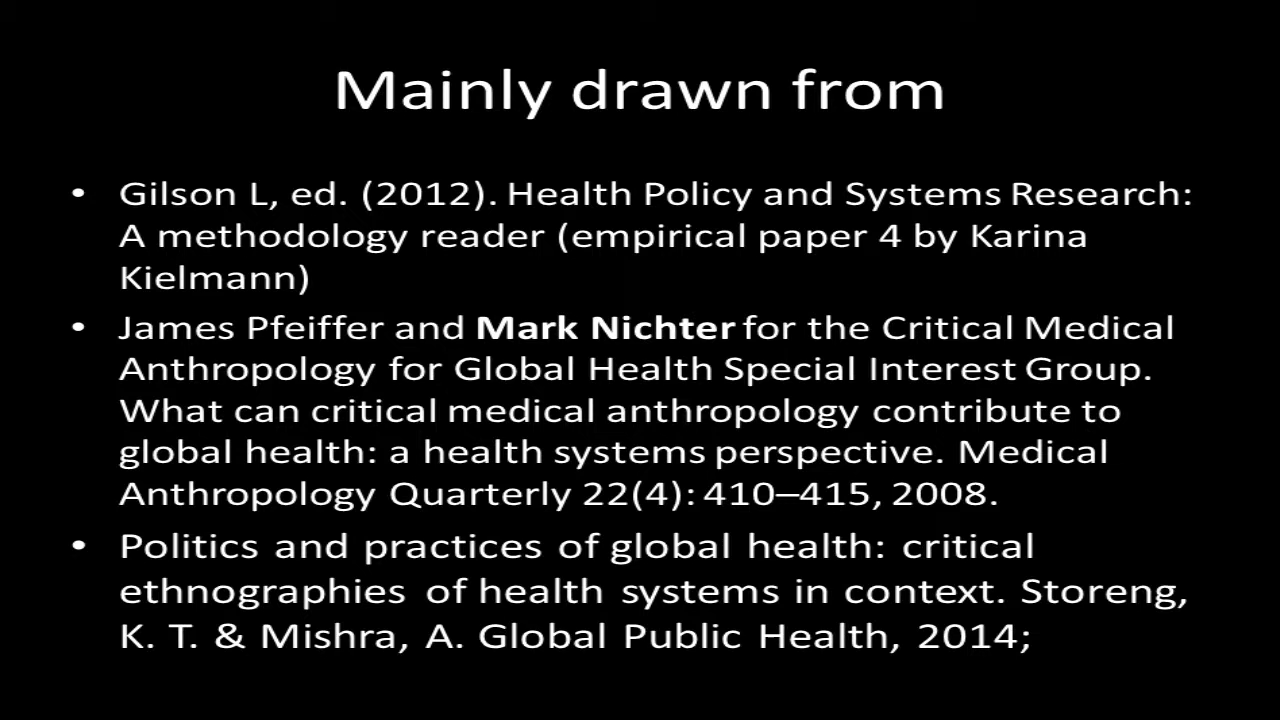 Mainly drawn from
• Gilson L, ed. (2012). Health Policy and Systems Research:
A methodology reader (empirical paper 4 by Karina
Kielmann)
• James Pfeiffer and Mark Nichter for the Critical Medical
Anthropology for Global Health Special Interest Group.
What can critical medical anthropology contribute to
global health: a health systems perspective. Medical
Anthropology Quarterly 22(4): 410–415, 2008.
• Politics and practices of global health: critical
ethnographies of health systems in context. Storeng,
K. T. & Mishra, A. Global Public Health, 2014;